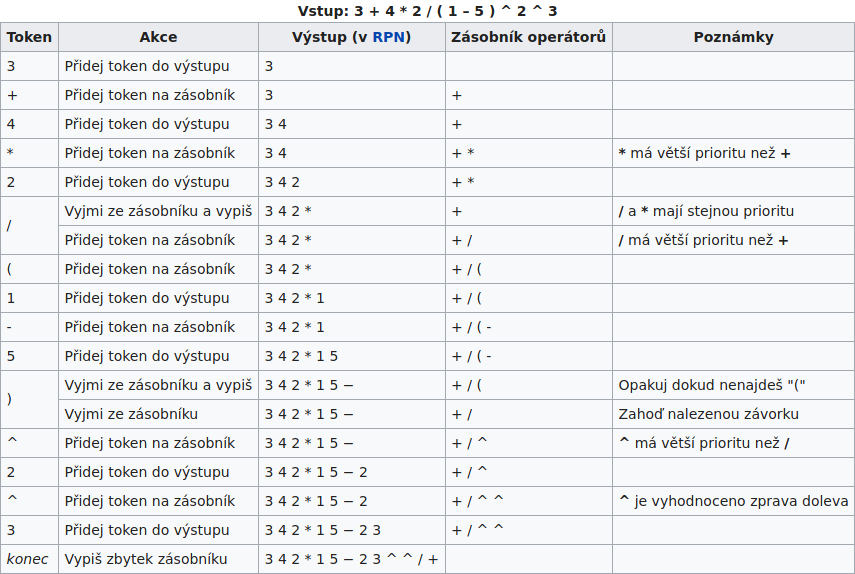 Vstup: 3 + 4 * 2 / ( 1 – 5 ) ^ 2 ^ 3
Token Akce Výstup (v RPN) Zásobník operátorů Poznámky
3 Přidej token do výstupu 3
+ Přidej token na zásobník 3 +
4 Přidej token do výstupu 3 4 +
* Přidej token na zásobník 3 4 + * * má větší prioritu než +
2 Přidej token do výstupu 3 4 2 + *
/ Vyjmi ze zásobníku a vypiš 3 4 2 * + / a * mají stejnou prioritu
Přidej token na zásobník 3 4 2 * + / / má větší prioritu než +
( Přidej token na zásobník 3 4 2 * + / (
1 Přidej token do výstupu 3 4 2 * 1 + / (
- Přidej token na zásobník 3 4 2 * 1 + / ( -
5 Přidej token do výstupu 3 4 2 * 1 5 + / ( -
) Vyjmi ze zásobníku a vypiš 3 4 2 * 1 5 − + / ( Opakuj dokud nenajdeš "("
Vyjmi ze zásobníku 3 4 2 * 1 5 − + / Zahoď nalezenou závorku
^ Přidej token na zásobník 3 4 2 * 1 5 − + / ^ ^ má větší prioritu než /
2 Přidej token do výstupu 3 4 2 * 1 5 − 2 + / ^
^ Přidej token na zásobník 3 4 2 * 1 5 − 2 + / ^ ^ ^ je vyhodnoceno zprava doleva
3 Přidej token do výstupu 3 4 2 * 1 5 − 2 3 + / ^ ^
konec Vypiš zbytek zásobníku 3 4 2 * 1 5 − 2 3 ^ ^ / +